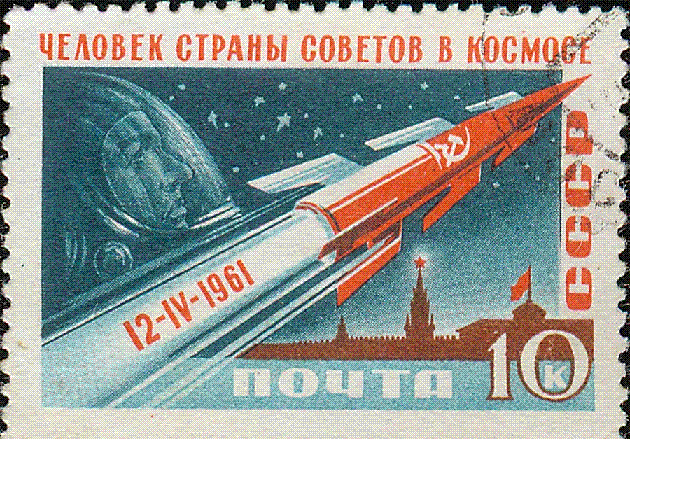 ЧЕЛОВЕК СТРАНЫ СОВЕТОВ В КОСМОСЕ
СССР
12-IV-1961
ПОЧТА
10 К